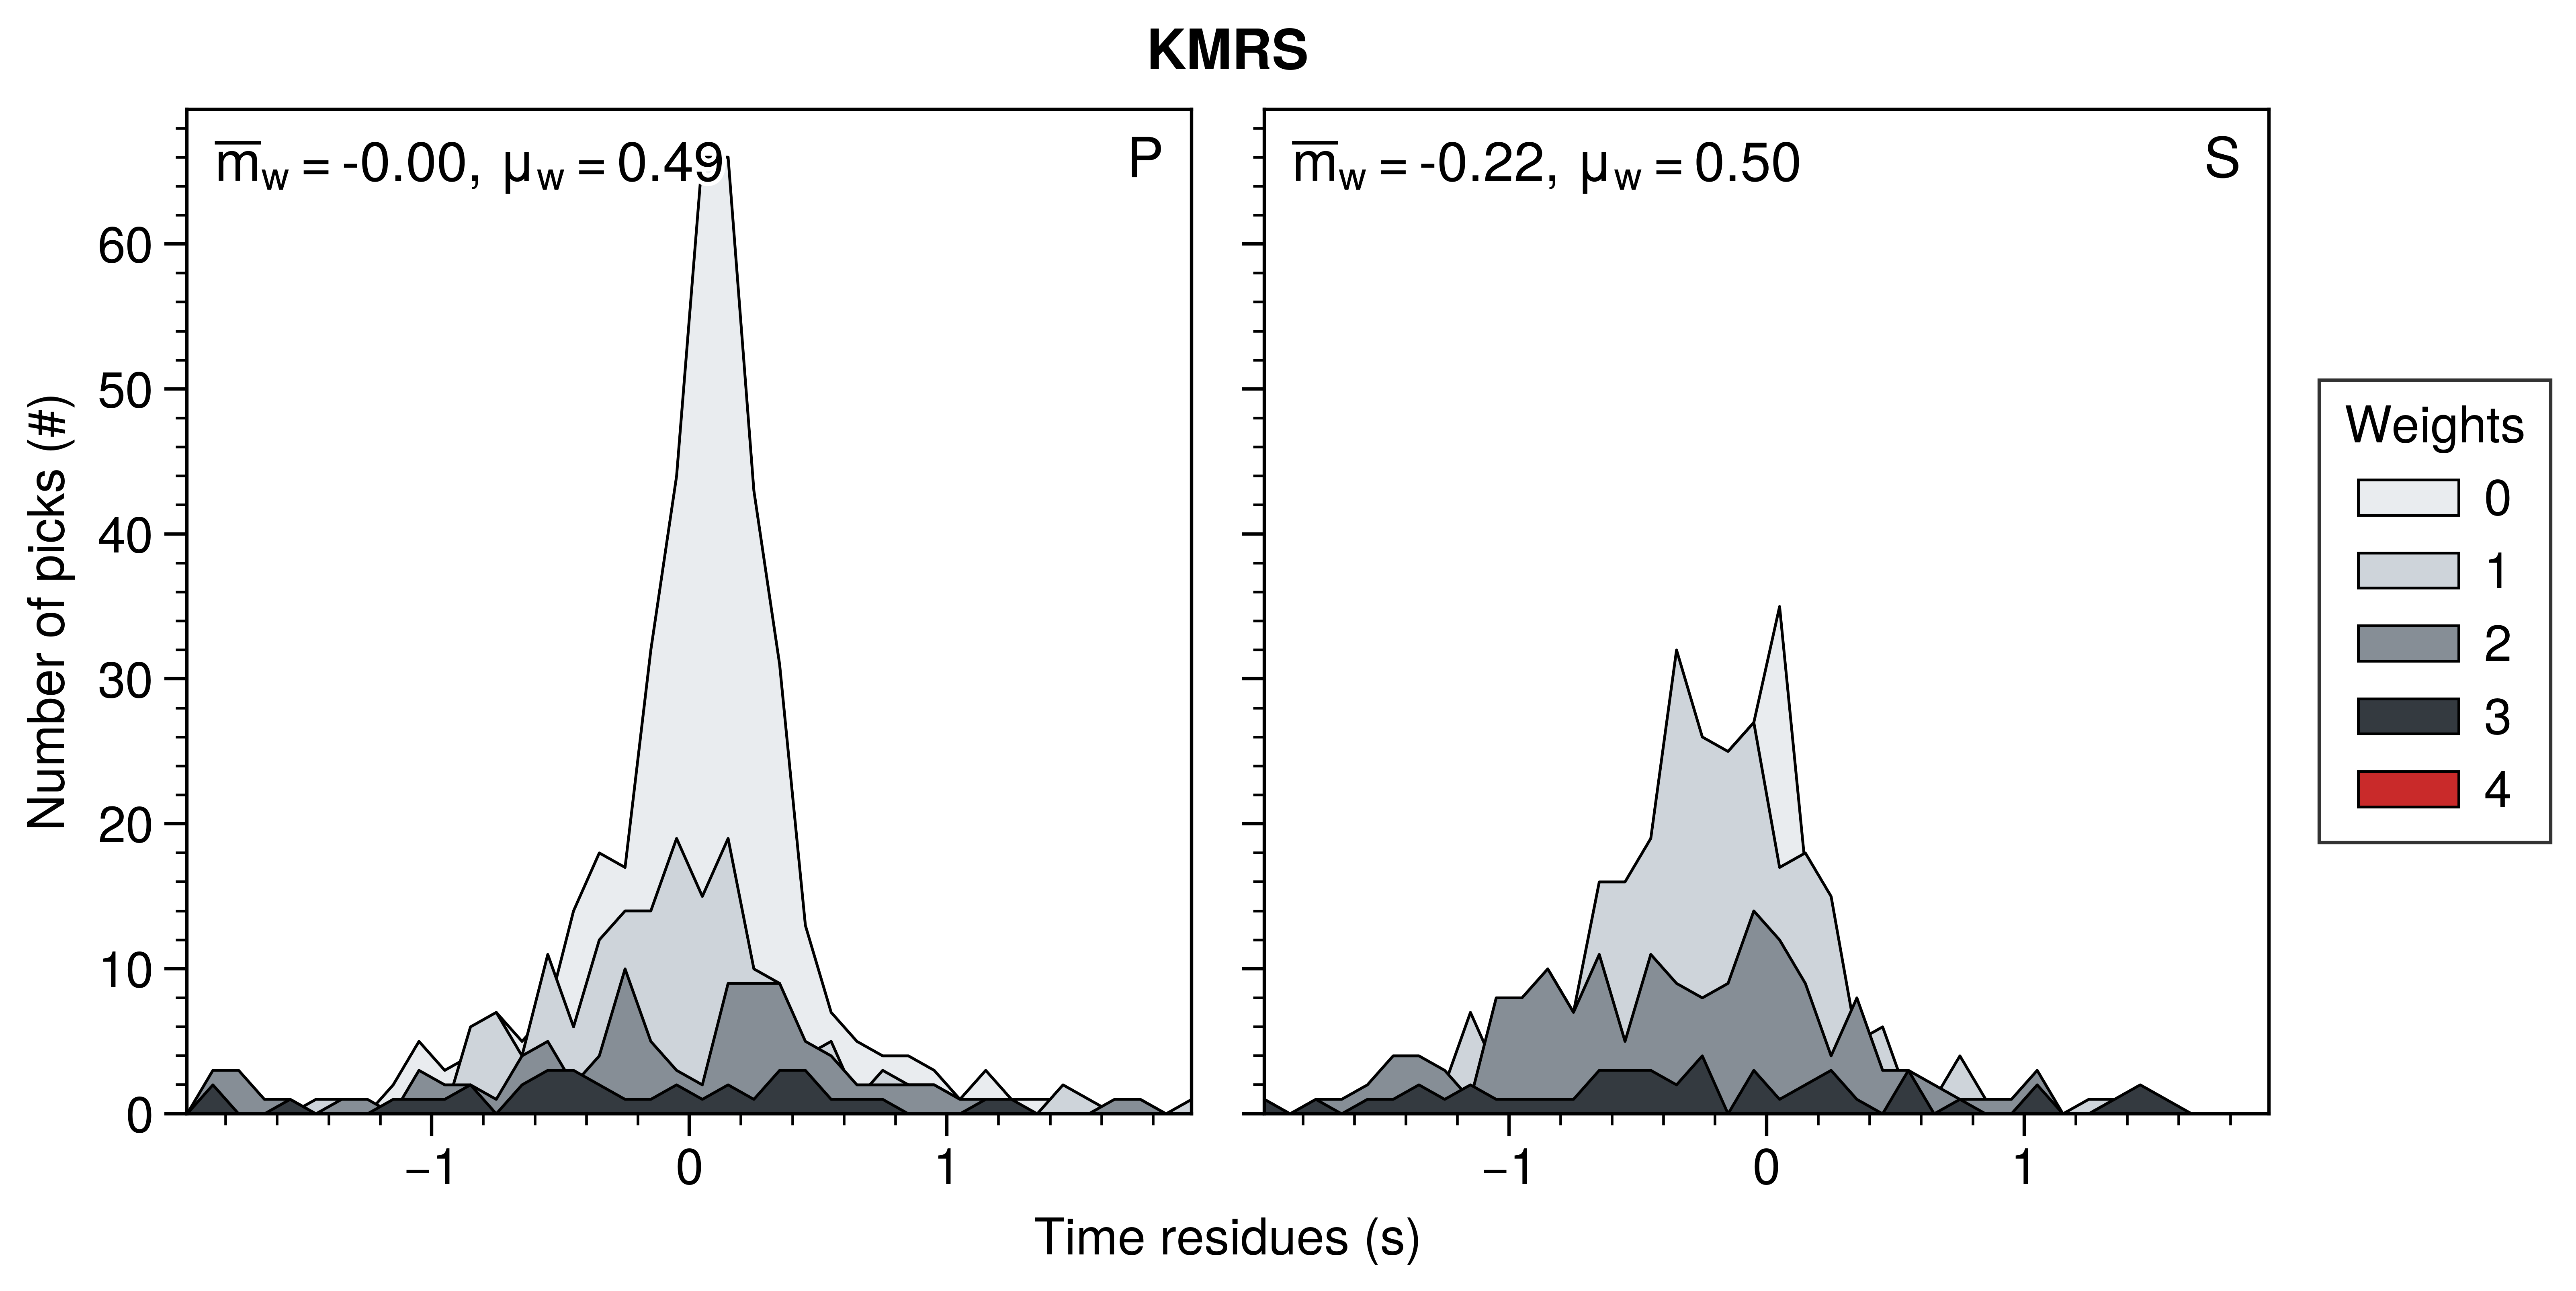 KMRS
m̅w = -0.00, μw = 0.49
P
m̅w = -0.22, μw = 0.50
S
Number of picks (#)
60
50
40
30
20
10
0
−1 0 1
−1 0 1
Time residues (s)
Weights
0
1
2
3
4